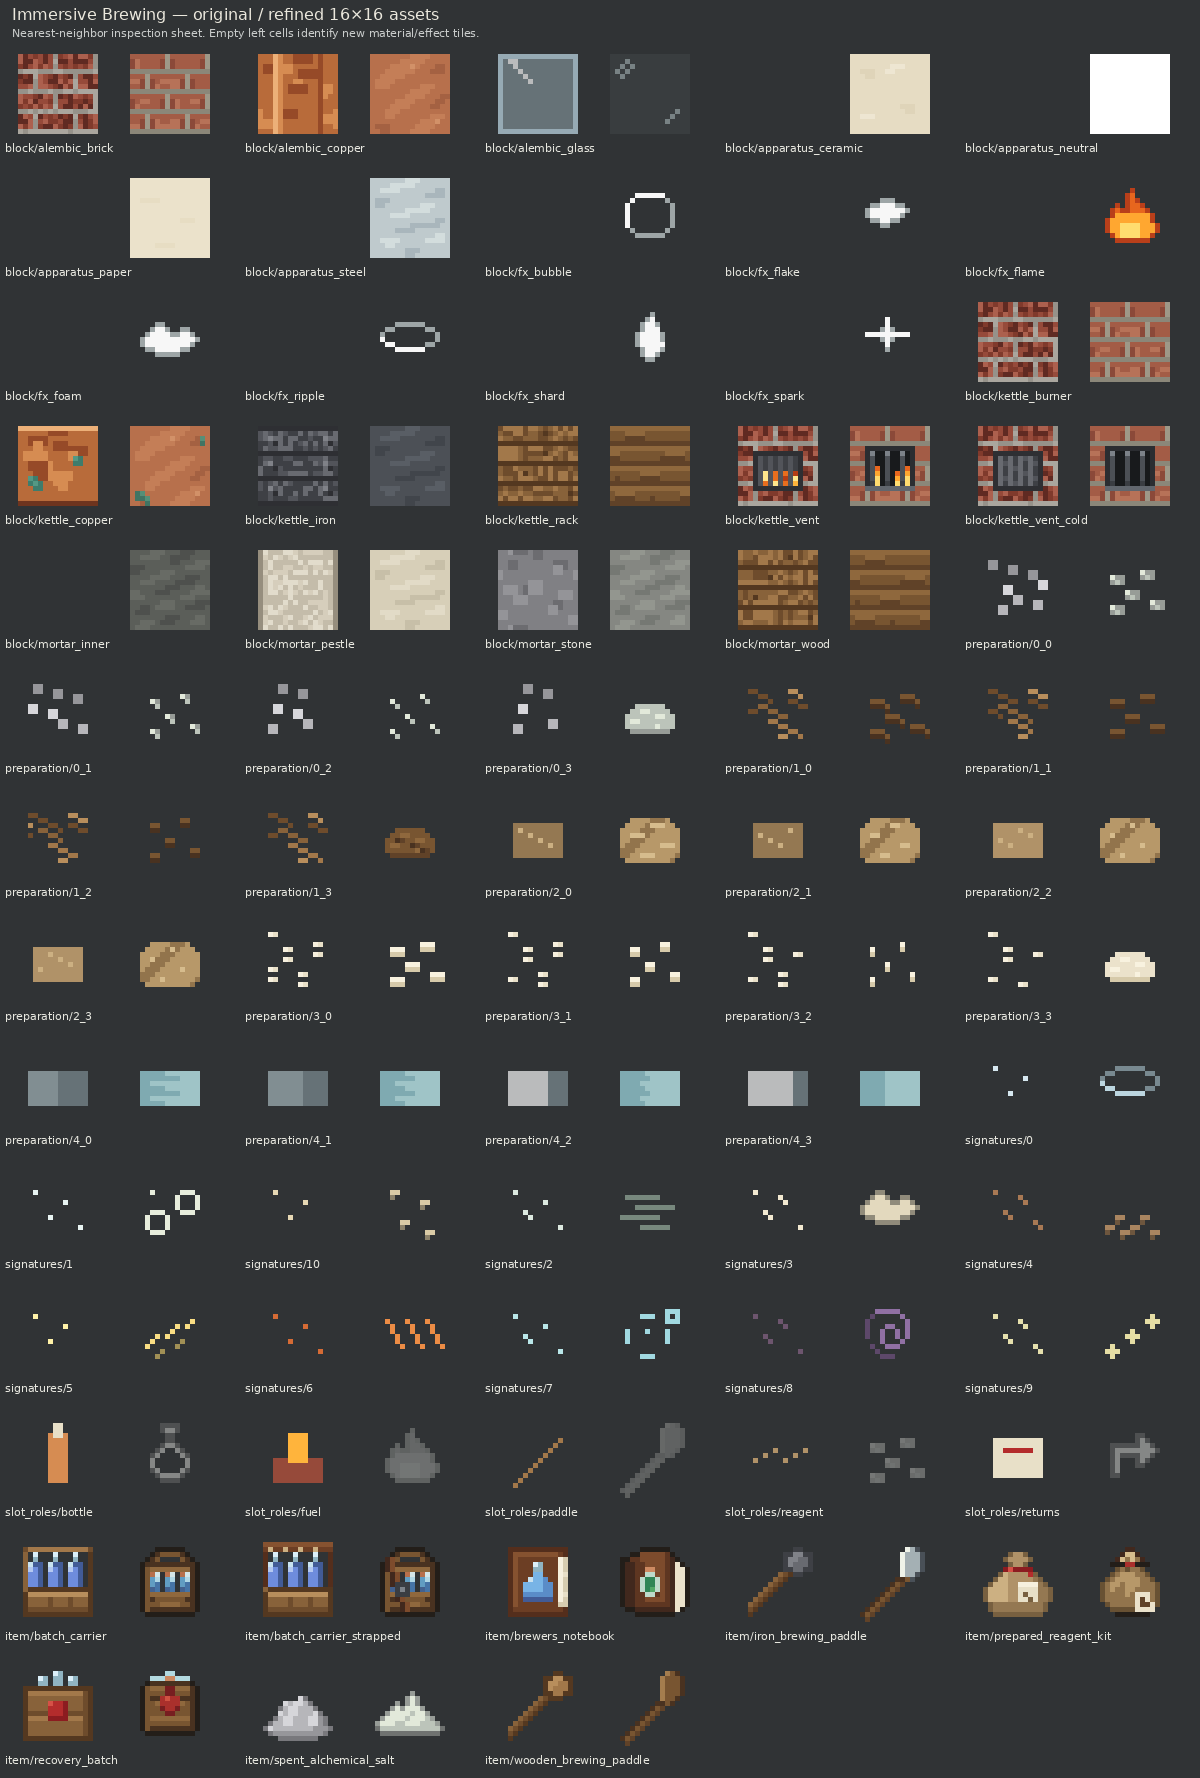 Immersive Brewing — original / refined 16×16 assets
Nearest-neighbor inspection sheet. Empty left cells identify new material/effect tiles.
block/alembic_brick
block/alembic_copper
block/alembic_glass
block/apparatus_ceramic
block/apparatus_neutral
block/apparatus_paper
block/apparatus_steel
block/fx_bubble
block/fx_flake
block/fx_flame
block/fx_foam
block/fx_ripple
block/fx_shard
block/fx_spark
block/kettle_burner
block/kettle_copper
block/kettle_iron
block/kettle_rack
block/kettle_vent
block/kettle_vent_cold
block/mortar_inner
block/mortar_pestle
block/mortar_stone
block/mortar_wood
preparation/0_0
preparation/0_1
preparation/0_2
preparation/0_3
preparation/1_0
preparation/1_1
preparation/1_2
preparation/1_3
preparation/2_0
preparation/2_1
preparation/2_2
preparation/2_3
preparation/3_0
preparation/3_1
preparation/3_2
preparation/3_3
preparation/4_0
preparation/4_1
preparation/4_2
preparation/4_3
signatures/0
signatures/1
signatures/10
signatures/2
signatures/3
signatures/4
signatures/5
signatures/6
signatures/7
signatures/8
signatures/9
slot_roles/bottle
slot_roles/fuel
slot_roles/paddle
slot_roles/reagent
slot_roles/returns
item/batch_carrier
item/batch_carrier_strapped
item/brewers_notebook
item/iron_brewing_paddle
item/prepared_reagent_kit
item/recovery_batch
item/spent_alchemical_salt
item/wooden_brewing_paddle